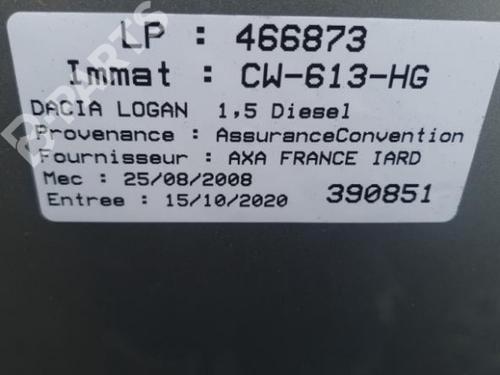 LP : 466873
Immat : CW-613-HG
DACIA LOGAN 1,5 Diesel
Provenance : AssuranceConvention
Fournisseur : AXA FRANCE IARD
Mec : 25/08/2008
Entree : 15/10/2020 390851
B-Parts